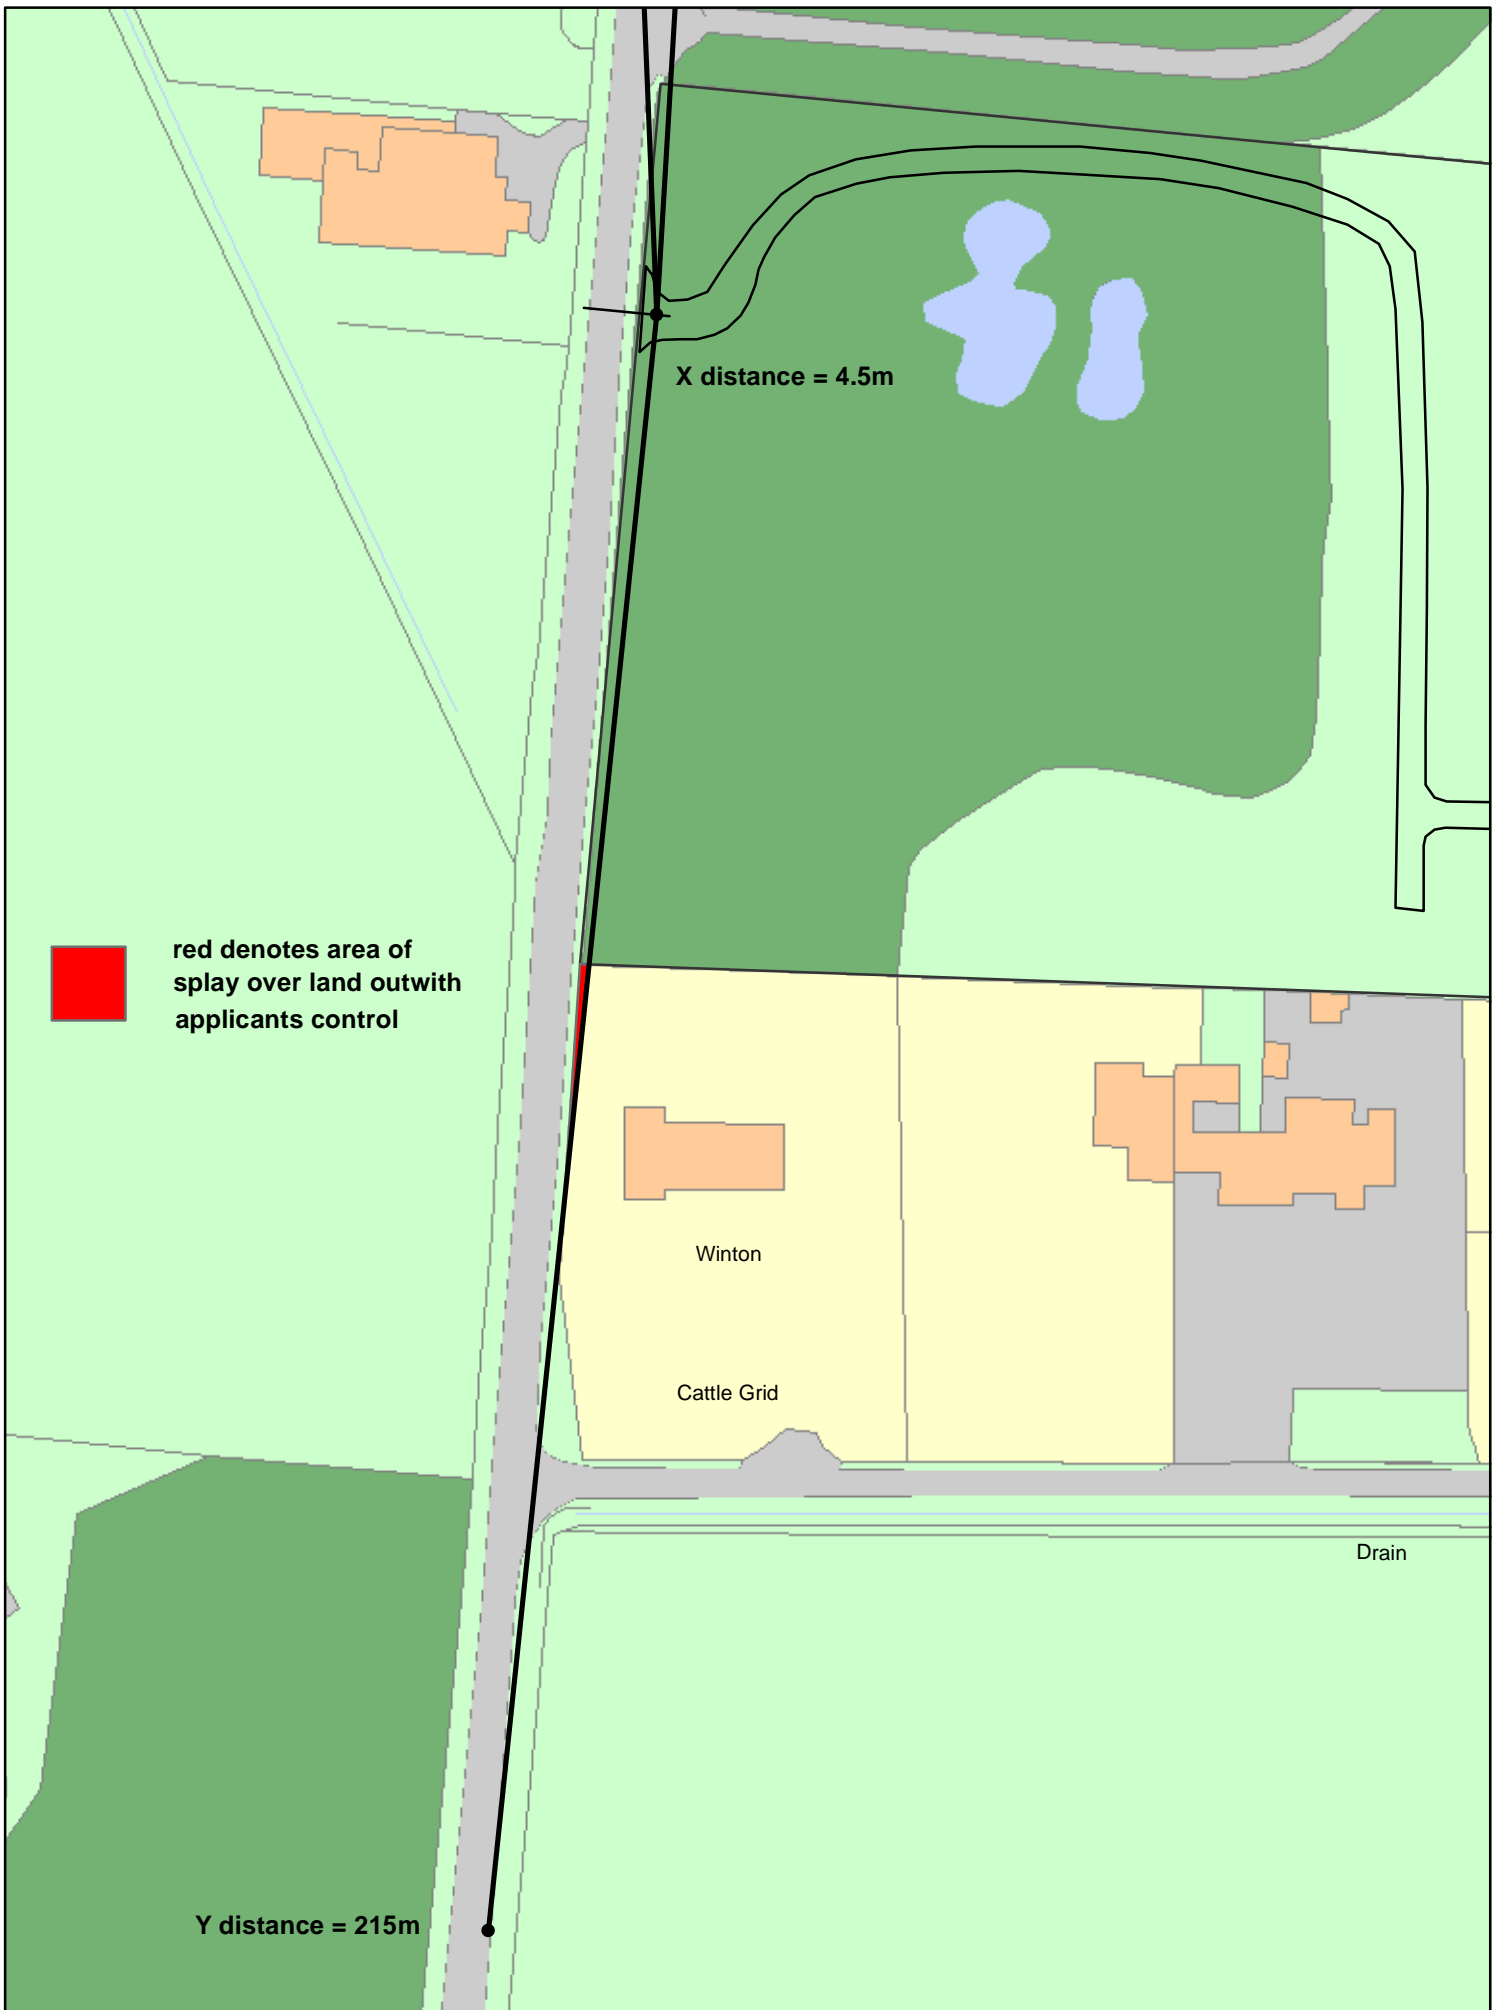 X distance = 4.5m
red denotes area of
splay over land outwith
applicants control
Winton
Cattle Grid
Drain
Y distance = 215m